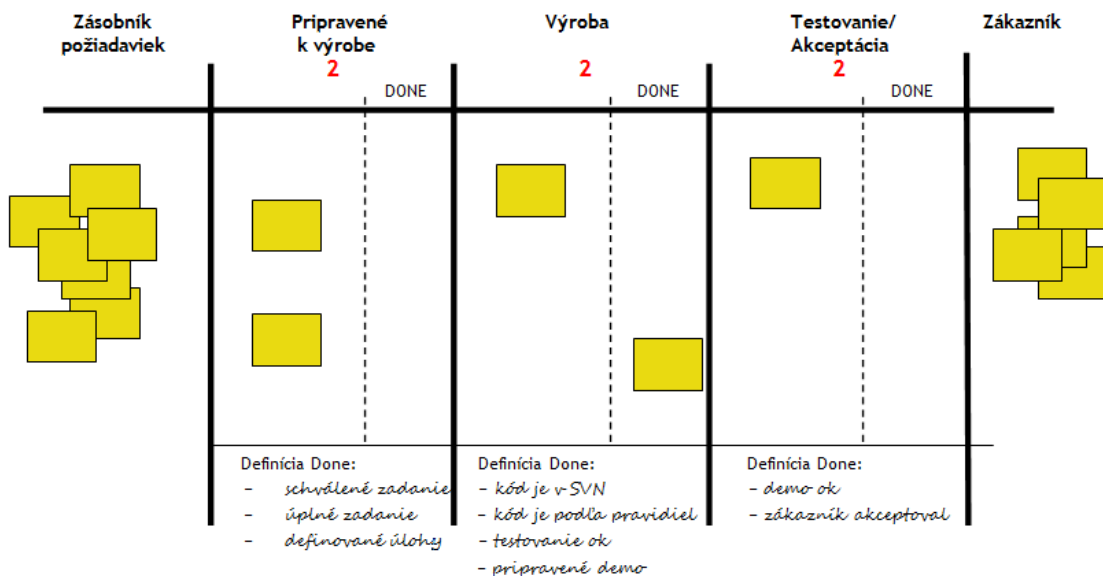 Zásobník
požiadaviek
Pripravené
k výrobe
2
DONE
Výroba
2
DONE
Testovanie/
Akceptácia
2
DONE
Zákazník
Definícia Done:
- schválené zadanie
- úplné zadanie
- definované úlohy
Definícia Done:
- kód je v SVN
- kód je podľa pravidiel
- testovanie ok
- pripravené demo
Definícia Done:
- demo ok
- zákazník akceptoval